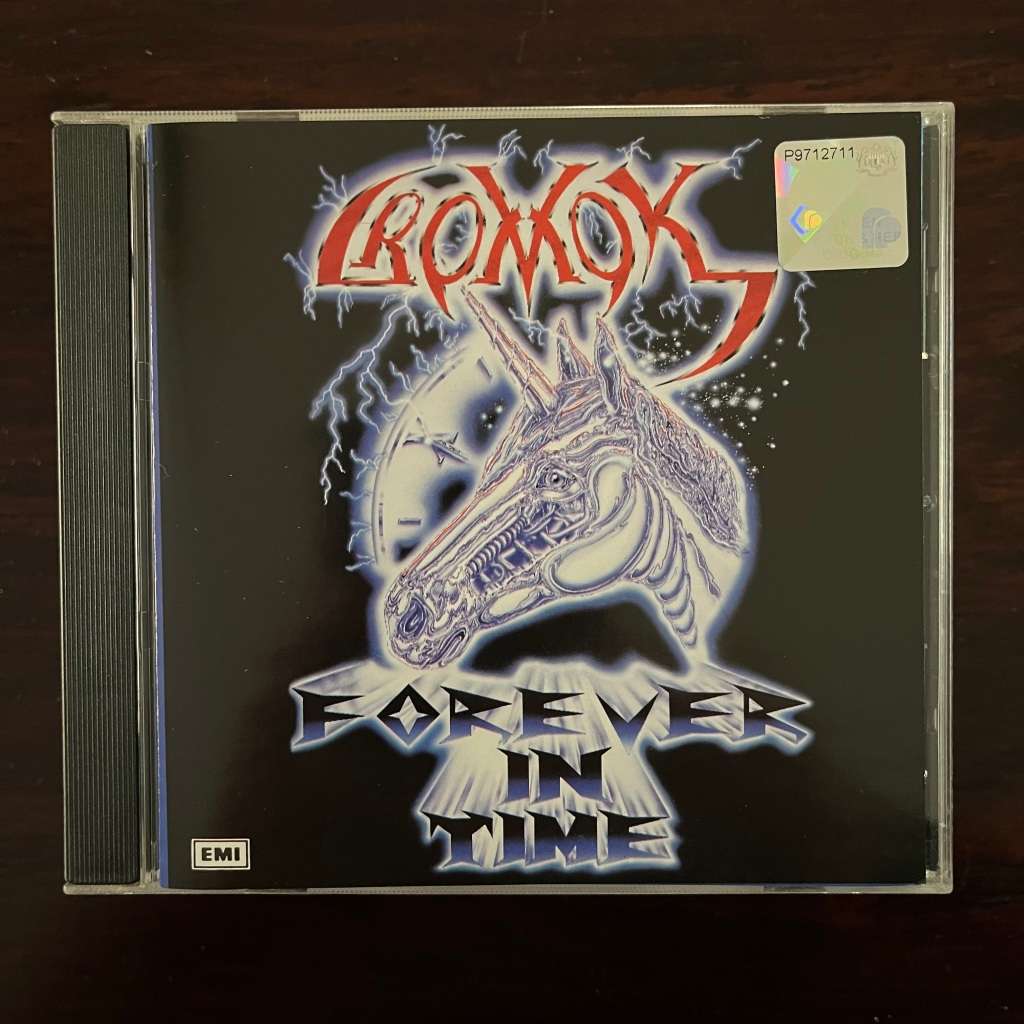 CROMOK
P9712711
FOREVER
IN
TIME
EMI